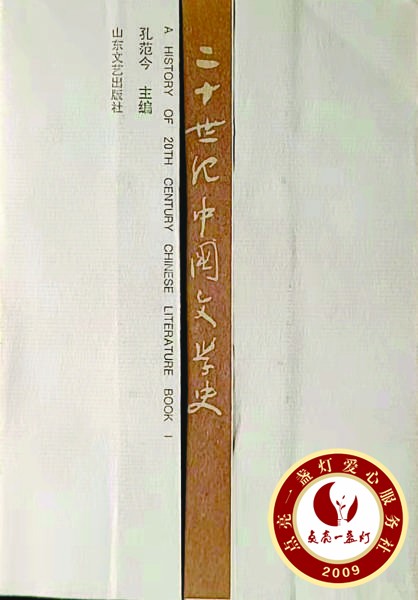 二十世纪中国文学史
A HISTORY OF 20TH CENTURY CHINESE LITERATURE BOOK I
孔范今 主编
山东文艺出版社
点亮一盏灯爱心服务社
点亮一盏灯
2009